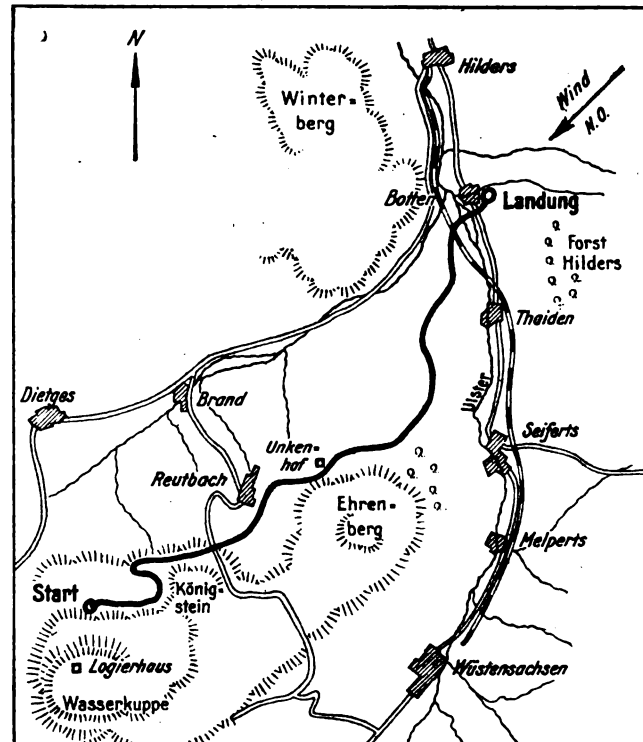 N
Hilders
Winter-
berg
Wind
N.O.
Botten
Landung
Forst
Hilders
Thaiden
Dietges
Brand
Ulster
Seiferts
Unken-
hof
Reutbach
Ehren-
berg
Melperts
Start
König-
stein
Logierhaus
Wasserkuppe
Wüstensachsen